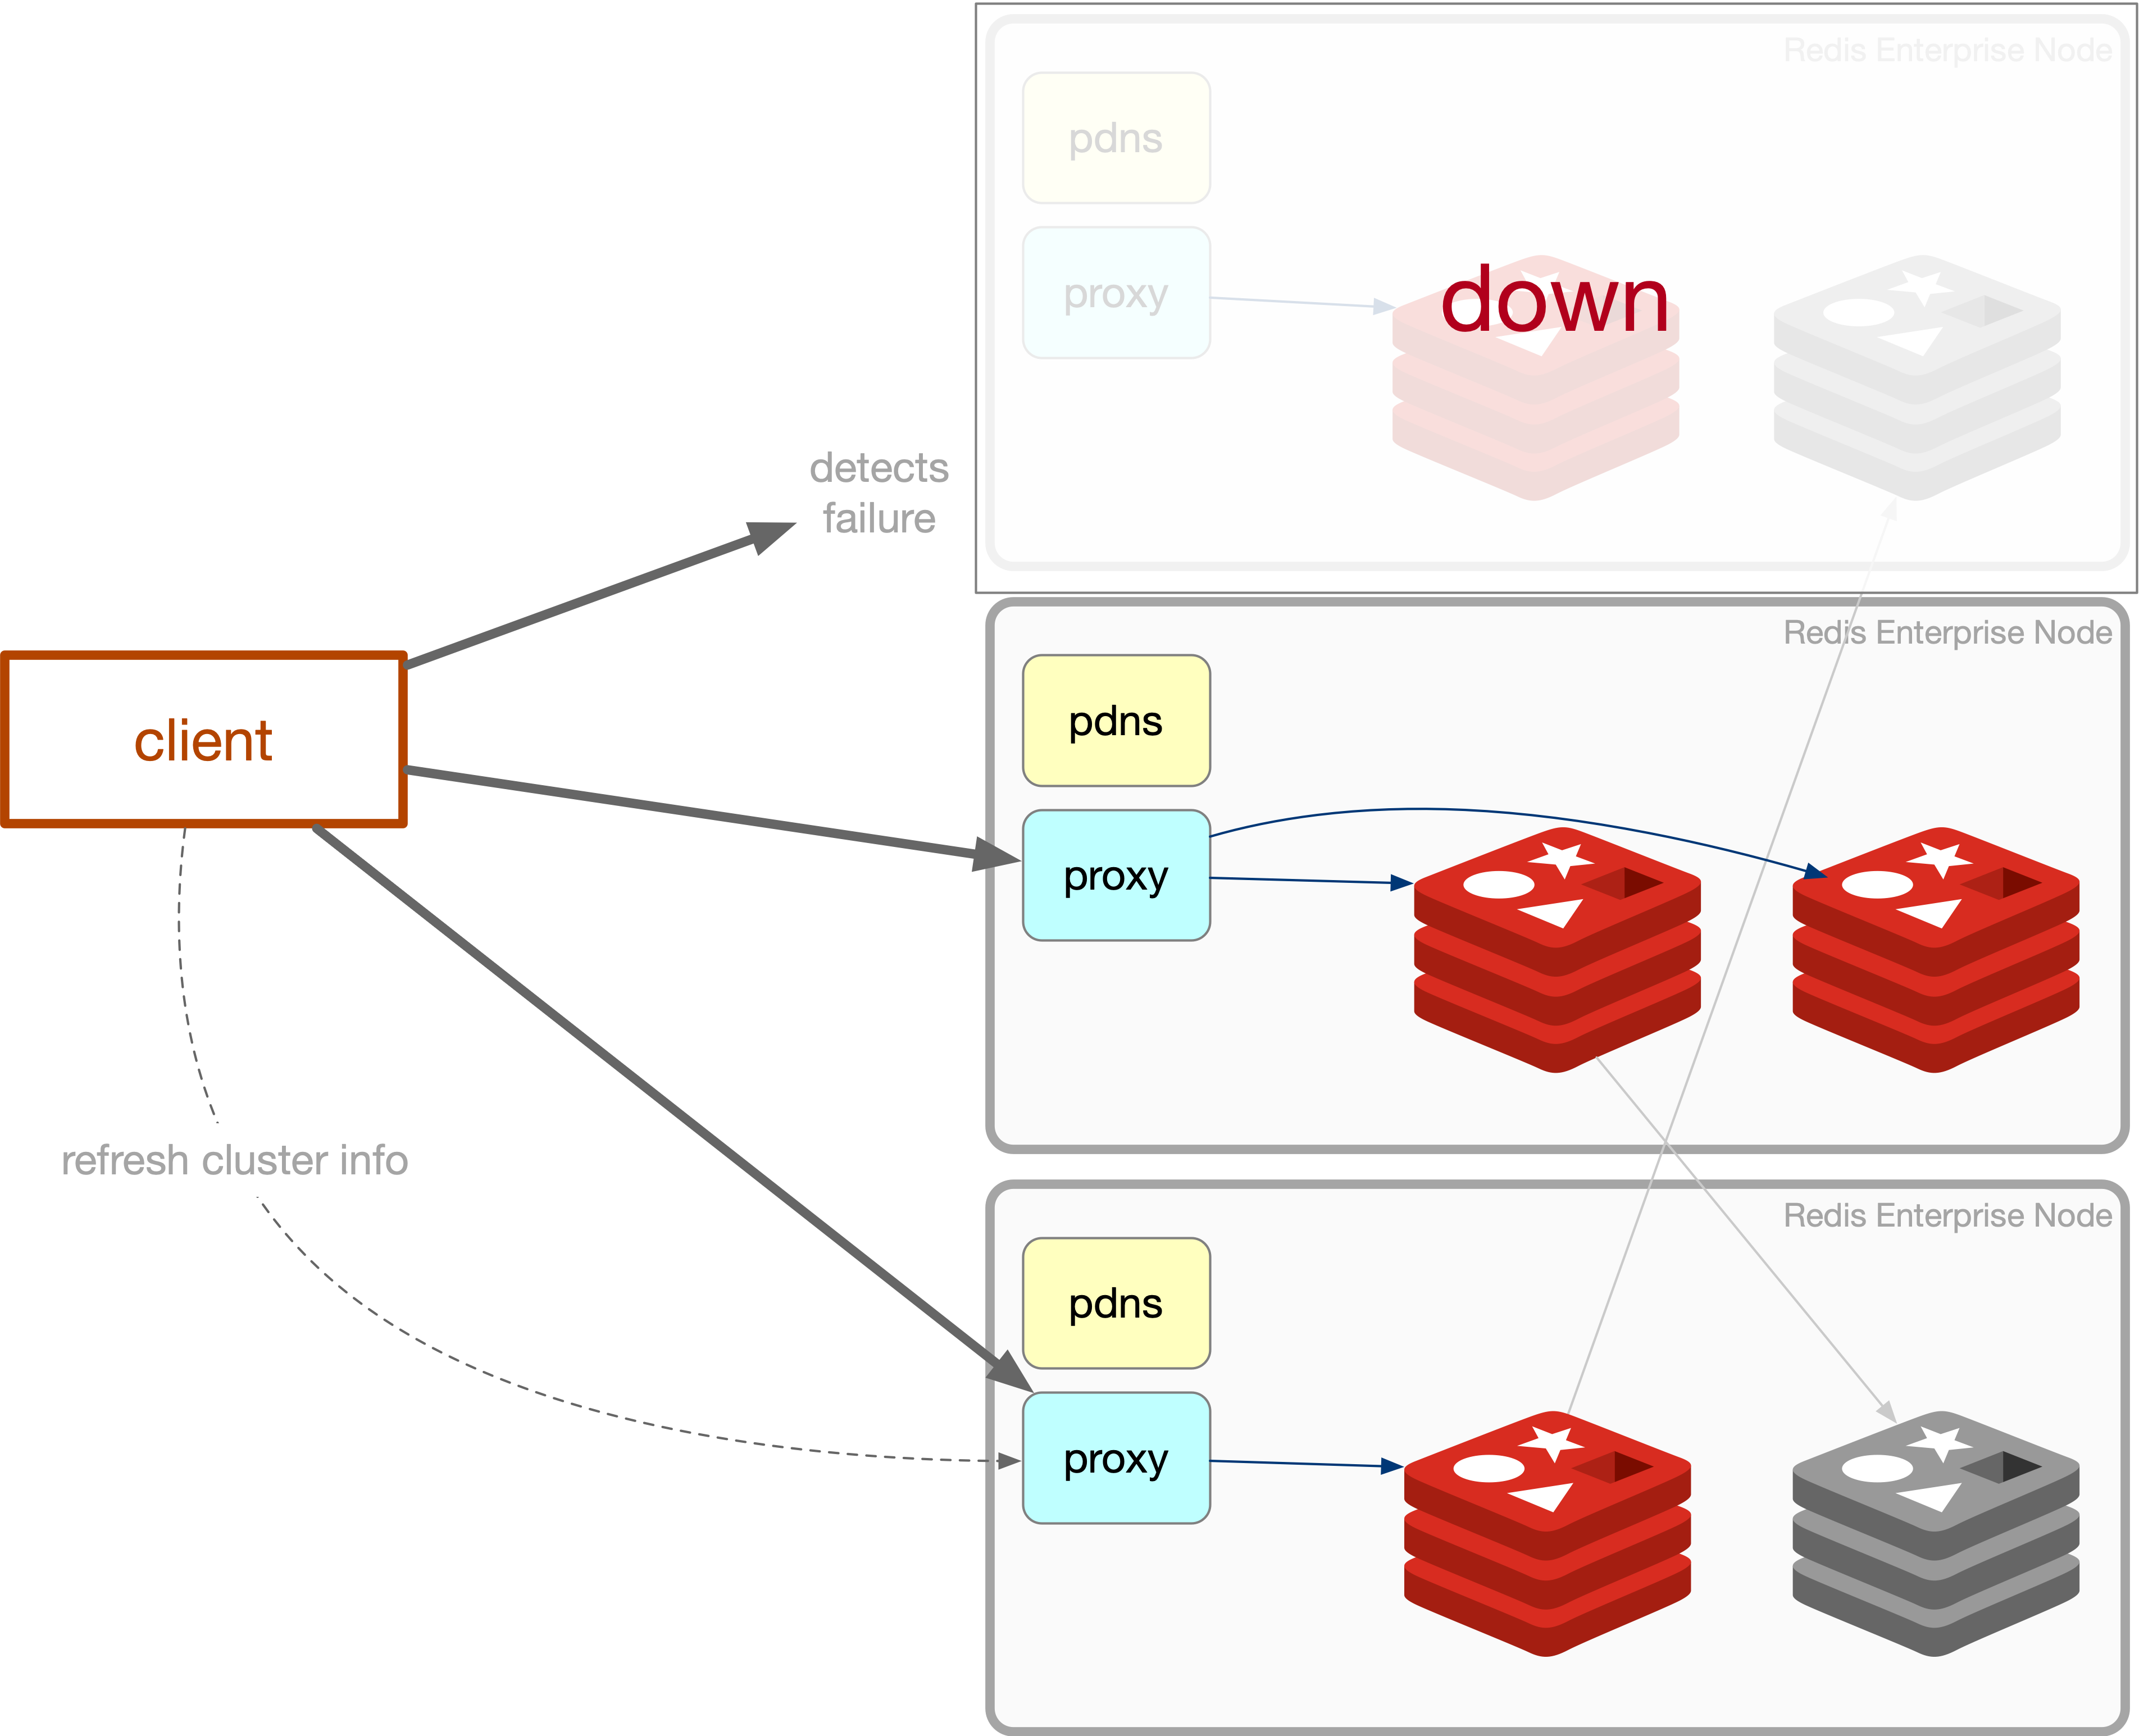 Redis Enterprise Node
pdns
proxy
down
detects
failure
Redis Enterprise Node
client
pdns
proxy
refresh cluster info
Redis Enterprise Node
pdns
proxy